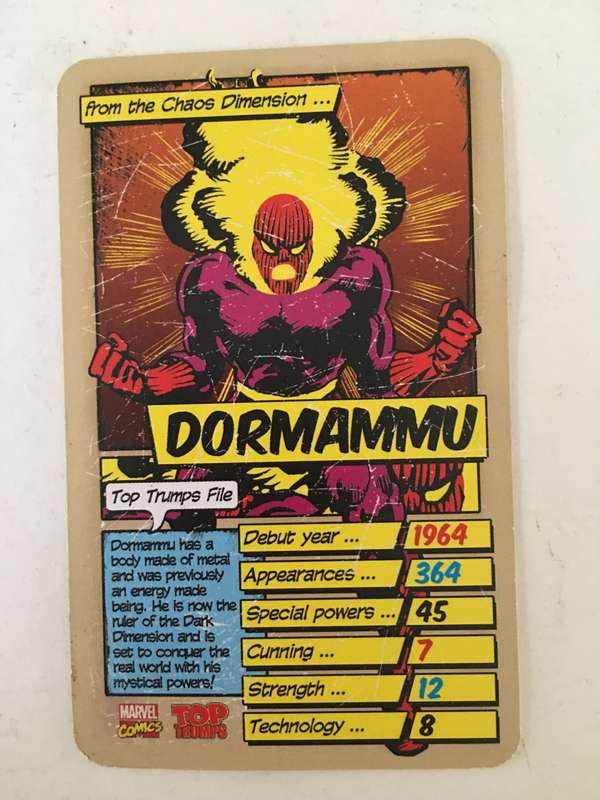 from the Chaos Dimension ...
DORMAMMU
Top Trumps File
Dormammu has a
body made of metal
and was previously
an energy made
being. He is now the
ruler of the Dark
Dimension and is
set to conquer the
real world with his
mystical powers!
Debut year ... 1964
Appearances ... 364
Special powers ... 45
Cunning ... 7
Strength ... 12
Technology ... 8
MARVEL
COMICS
TOP
TRUMPS